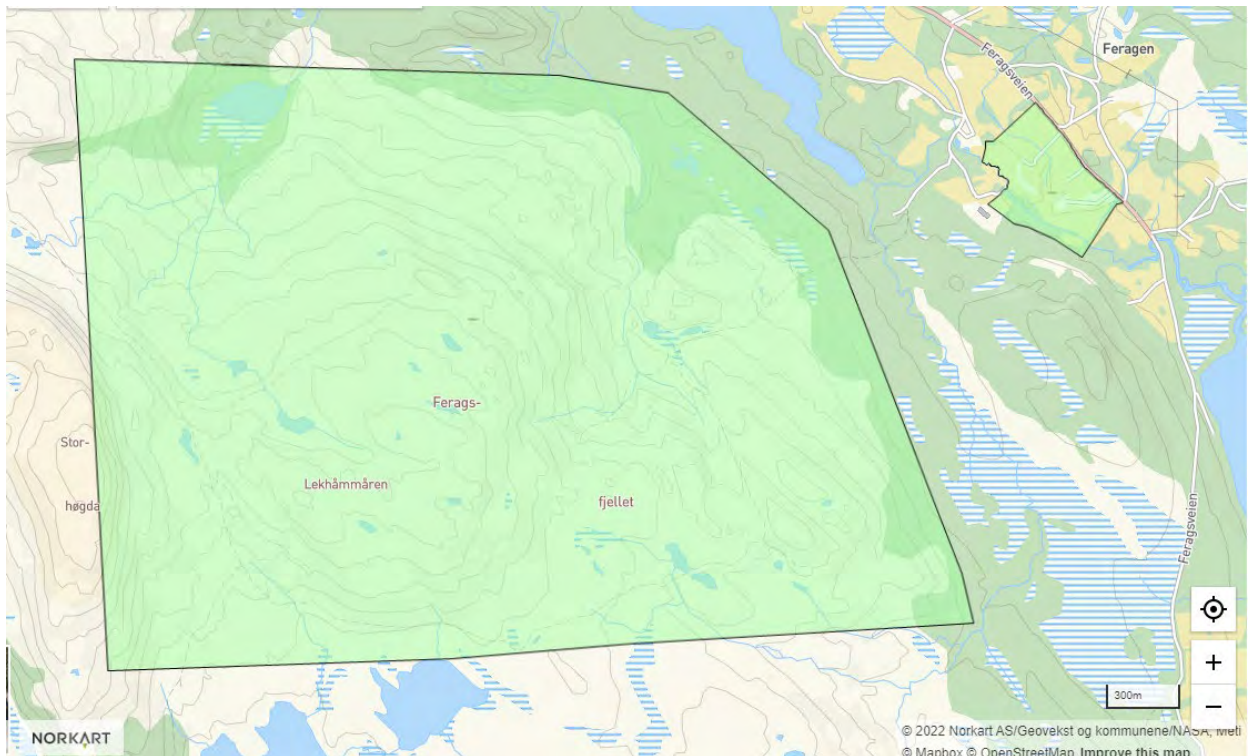 Feragen
Feragsveien
Ferags-
Stor-
Lekhåmmåren
høgda
fjellet
Feragsveien
300m
NORKART
© 2022 Norkart AS/Geovekst og kommunene/NASA, Meti
© Mapbox © OpenStreetMap Improve this map